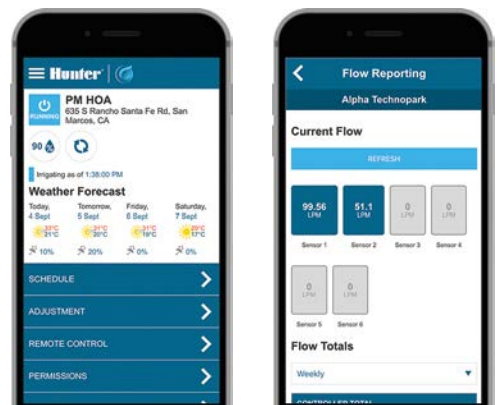 Hunter
RUNNING
PM HOA
635 S Rancho Santa Fe Rd, San
Marcos, CA
90
Irrigating as of 1:38:00 PM
Weather Forecast
Today, Tomorrow, Friday, Saturday,
4 Sept 5 Sept 6 Sept 7 Sept
21°C 20°C 17°C
10% 20% 0% 0%
SCHEDULE
ADJUSTMENT
REMOTE CONTROL
PERMISSIONS
Flow Reporting
Alpha Technopark
Current Flow
REFRESH
99.56 51.1 0 0
LPM LPM LPM LPM
Sensor 1 Sensor 2 Sensor 3 Sensor 4
0 0
LPM LPM
Sensor 5 Sensor 6
Flow Totals
Weekly
CONTROLLER TOTAL